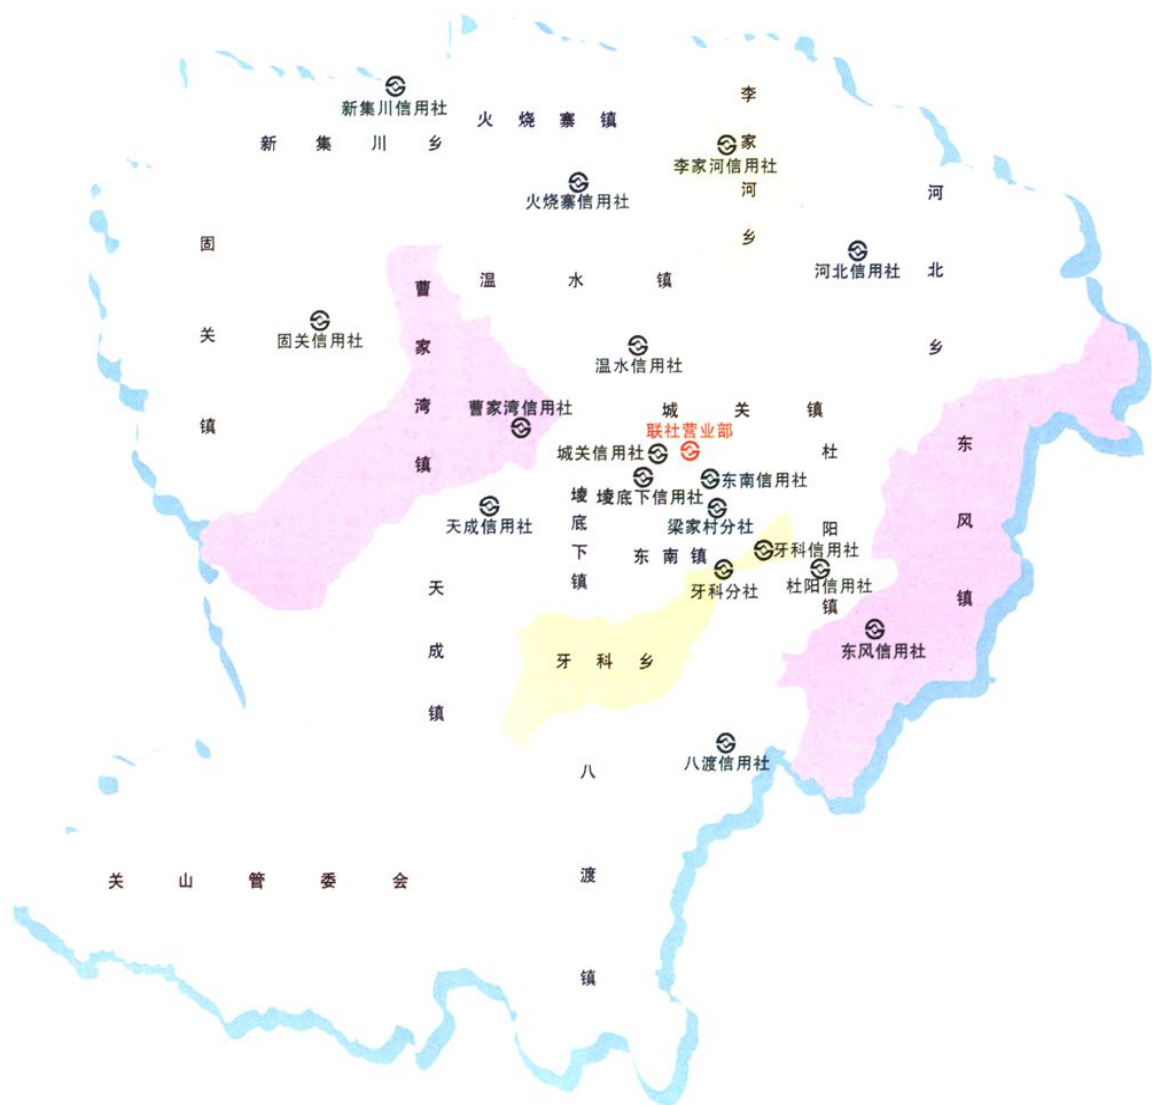 新集川信用社
新集川乡
火烧寨镇
火烧寨信用社
李家河乡
李家河信用社
河北乡
河北信用社
固关镇
固关信用社
曹家湾镇
曹家湾信用社
温水镇
温水信用社
城关镇
联社营业部
城关信用社
堎底下信用社
东南信用社
梁家村分社
杜阳镇
东风镇
天成信用社
堎底下镇
东南镇
牙科信用社
牙科分社
杜阳信用社
东风信用社
天成镇
牙科乡
八渡信用社
八渡镇
关山管委会